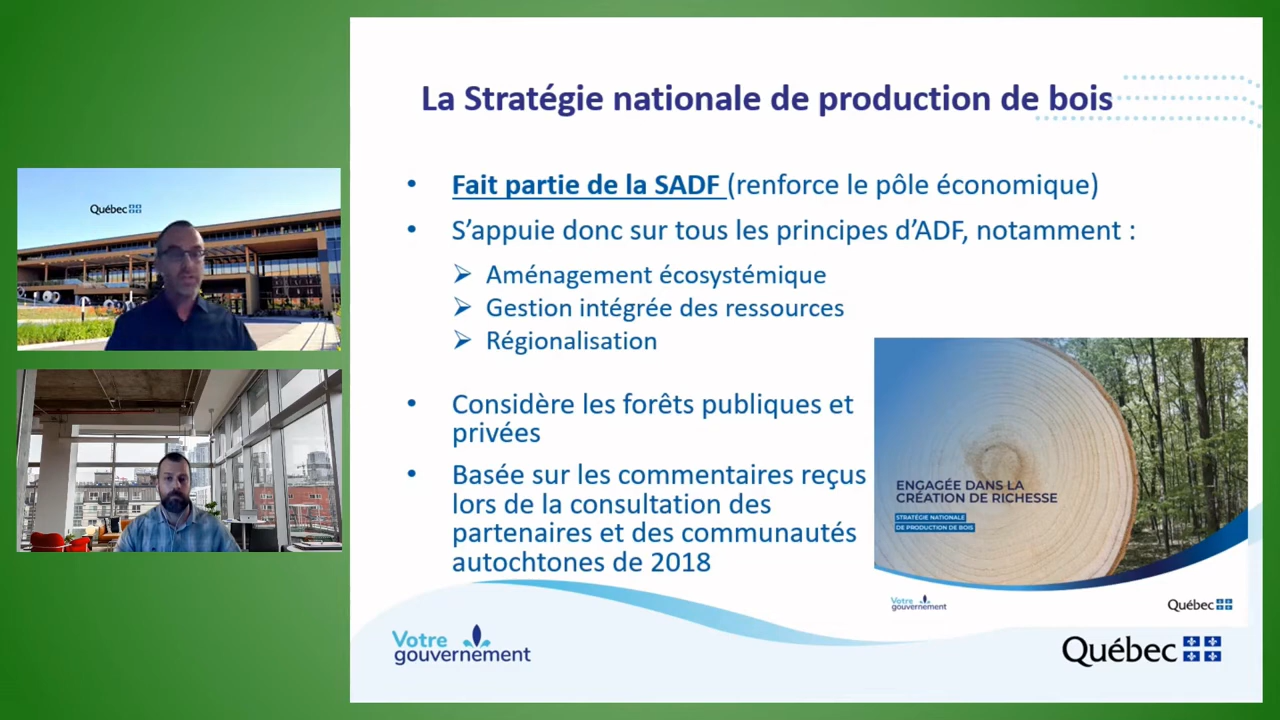 Québec
La Stratégie nationale de production de bois
• Fait partie de la SADF (renforce le pôle économique)
• S'appuie donc sur tous les principes d'ADF, notamment :
➢ Aménagement écosystémique
➢ Gestion intégrée des ressources
➢ Régionalisation
• Considère les forêts publiques et
privées
• Basée sur les commentaires reçus
lors de la consultation des
partenaires et des communautés
autochtones de 2018
ENGAGÉE DANS LA
CRÉATION DE RICHESSE
STRATÉGIE NATIONALE
DE PRODUCTION DE BOIS
Votre
gouvernement
Québec
Votre
gouvernement
Québec